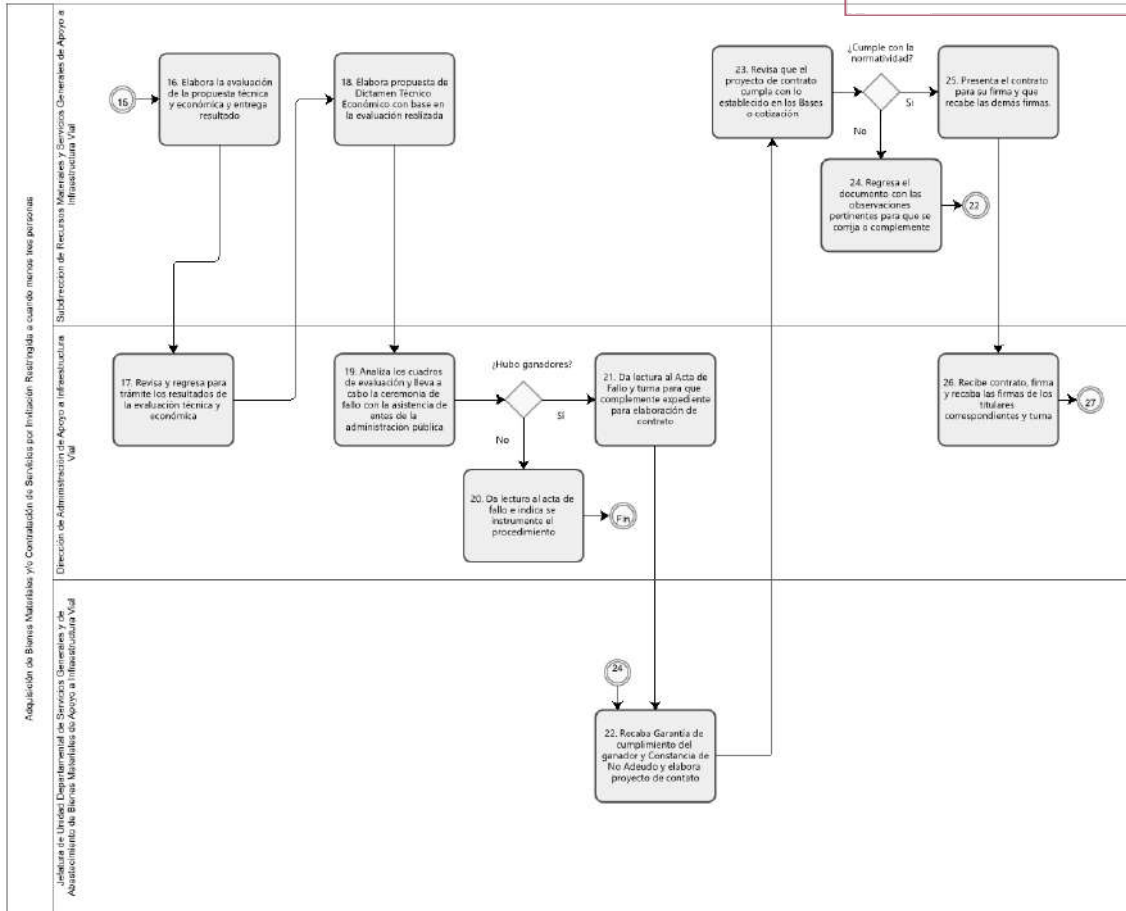 Adquisición de Bienes Materiales y/o Contratación de Servicios por Invitación Restringida a cuando menos tres personas
Subdirección de Recursos Materiales y Servicios Generales de Apoyo a
Infraestructura Vial
15
16. Elabora la evaluación
de la propuesta técnica
y económica y entrega
resultado
18. Elabora propuesta de
Dictamen Técnico
Económico con base en
la evaluación realizada
23. Revisa que el
proyecto de contrato
cumpla con lo
establecido en las Bases
o cotización
¿Cumple con la
normatividad?
Si
No
25. Presenta el contrato
para su firma y que
recabe las demás firmas.
24. Regresa el
documento con las
observaciones
pertinentes para que se
corrija o complemente
22
Dirección de Administración de Apoyo a Infraestructura
Vial
17. Revisa y regresa para
trámite los resultados de
la evaluación técnica y
económica
19. Analiza los cuadros
de evaluación y lleva a
cabo la ceremonia de
fallo con la asistencia de
entes de la
administración pública
¿Hubo ganadores?
Si
No
21. Da lectura al Acta de
Fallo y turna para que
complemente expediente
para elaboración de
contrato
20. Da lectura al acta de
fallo e indica se
instrumente el
procedimiento
Fin
26. Recibe contrato, firma
y recaba las firmas de los
titulares
correspondientes y turna
27
Jefatura de Unidad Departamental de Servicios Generales y de
Abastecimiento de Bienes Materiales de Apoyo a Infraestructura Vial
24
22. Recaba Garantía de
cumplimiento del
ganador y Constancia de
No Adeudo y elabora
proyecto de contato